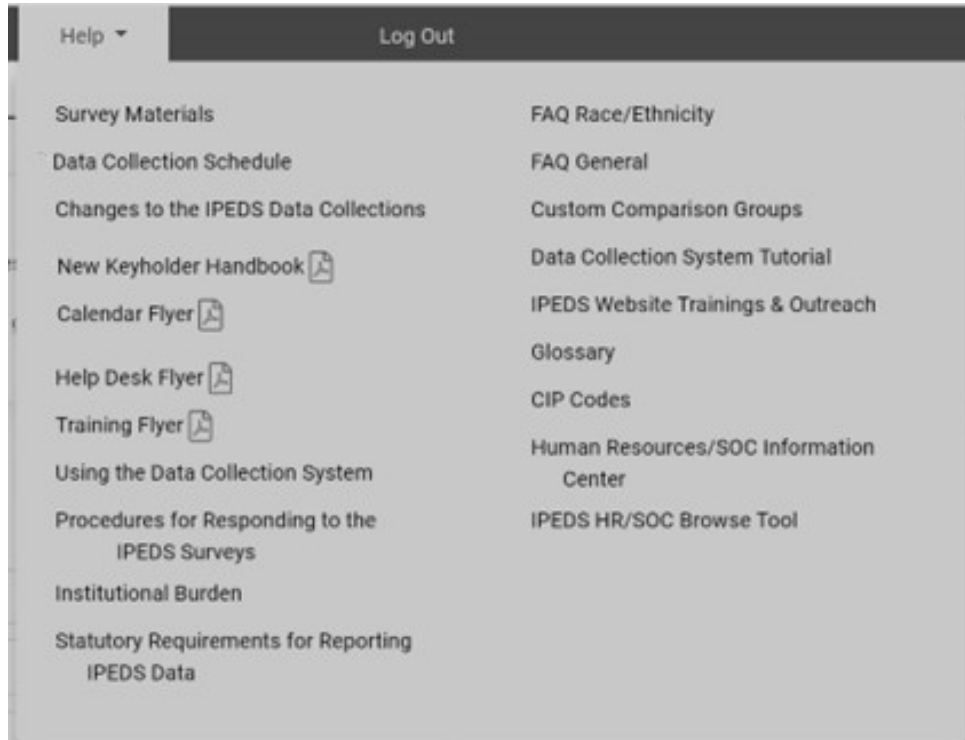 Help
Log Out
Survey Materials
Data Collection Schedule
Changes to the IPEDS Data Collections
New Keyholder Handbook
Calendar Flyer
Help Desk Flyer
Training Flyer
Using the Data Collection System
Procedures for Responding to the
IPEDS Surveys
Institutional Burden
Statutory Requirements for Reporting
IPEDS Data
FAQ Race/Ethnicity
FAQ General
Custom Comparison Groups
Data Collection System Tutorial
IPEDS Website Trainings & Outreach
Glossary
CIP Codes
Human Resources/SOC Information
Center
IPEDS HR/SOC Browse Tool